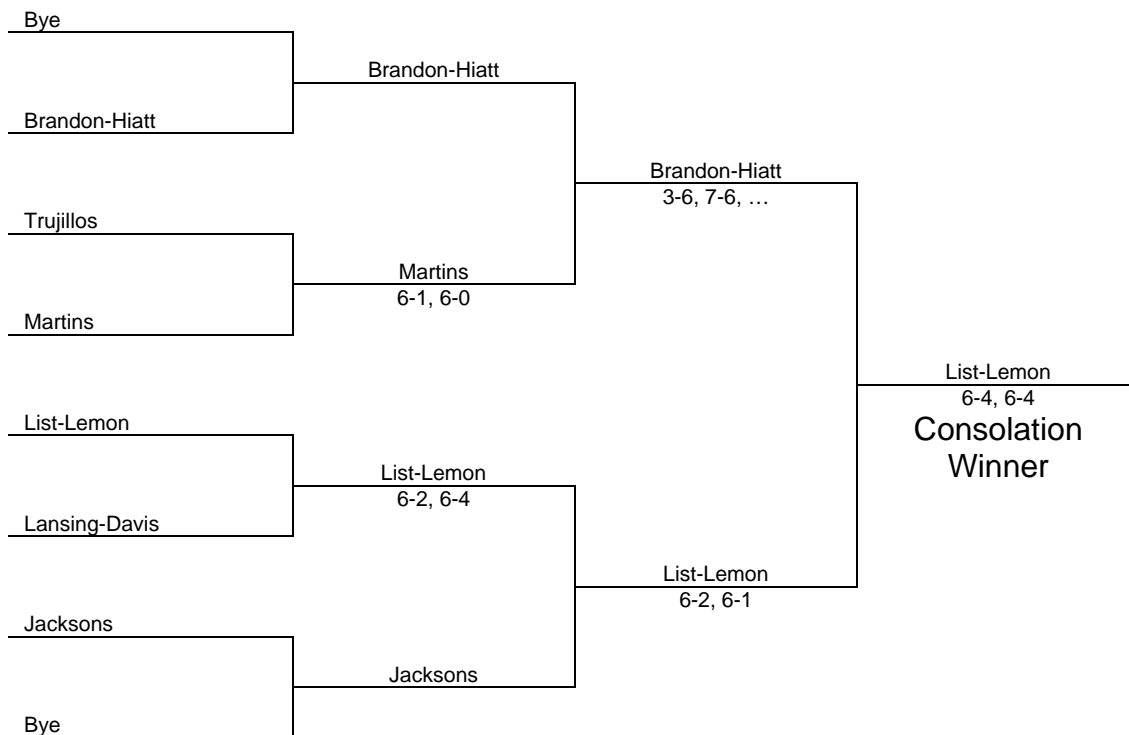 Bye
Brandon-Hiatt
Brandon-Hiatt
Brandon-Hiatt
3-6, 7-6, …
Trujillos
Martins
6-1, 6-0
Martins
List-Lemon
6-4, 6-4
Consolation
Winner
List-Lemon
List-Lemon
6-2, 6-4
Lansing-Davis
List-Lemon
6-2, 6-1
Jacksons
Jacksons
Bye